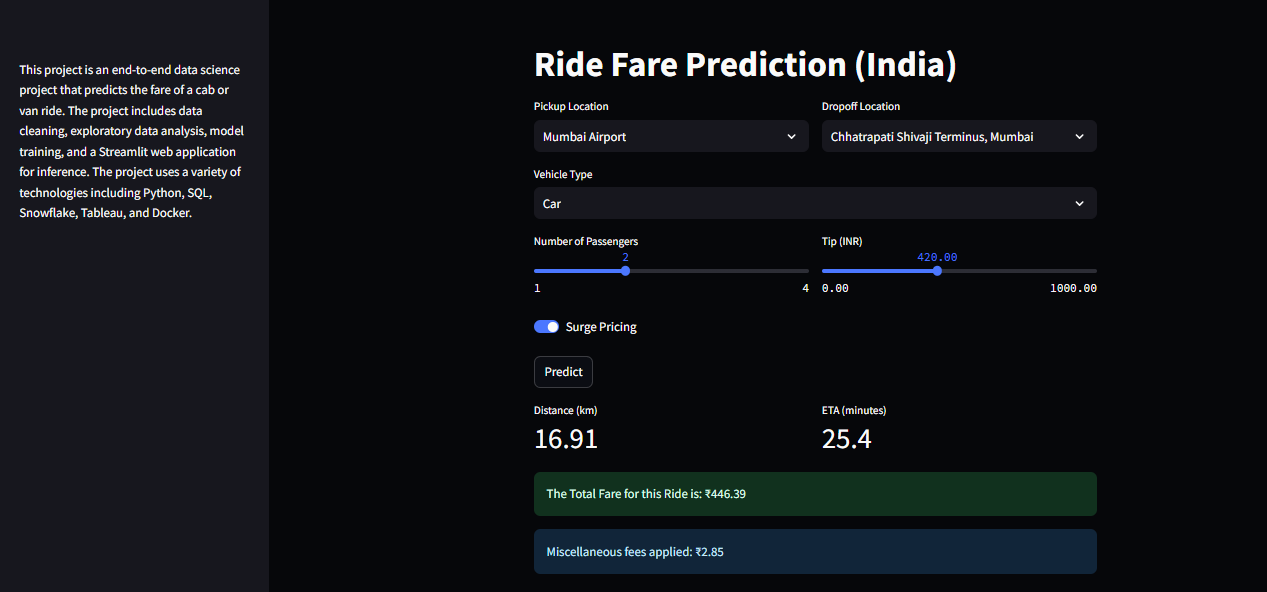 This project is an end-to-end data science
project that predicts the fare of a cab or
van ride. The project includes data
cleaning, exploratory data analysis, model
training, and a Streamlit web application
for inference. The project uses a variety of
technologies including Python, SQL,
Snowflake, Tableau, and Docker.
Ride Fare Prediction (India)
Pickup Location
Mumbai Airport
Dropoff Location
Chhatrapati Shivaji Terminus, Mumbai
Vehicle Type
Car
Number of Passengers
2
1
4
Tip (INR)
420.00
0.00
1000.00
Surge Pricing
Predict
Distance (km)
16.91
ETA (minutes)
25.4
The Total Fare for this Ride is: ₹446.39
Miscellaneous fees applied: ₹2.85